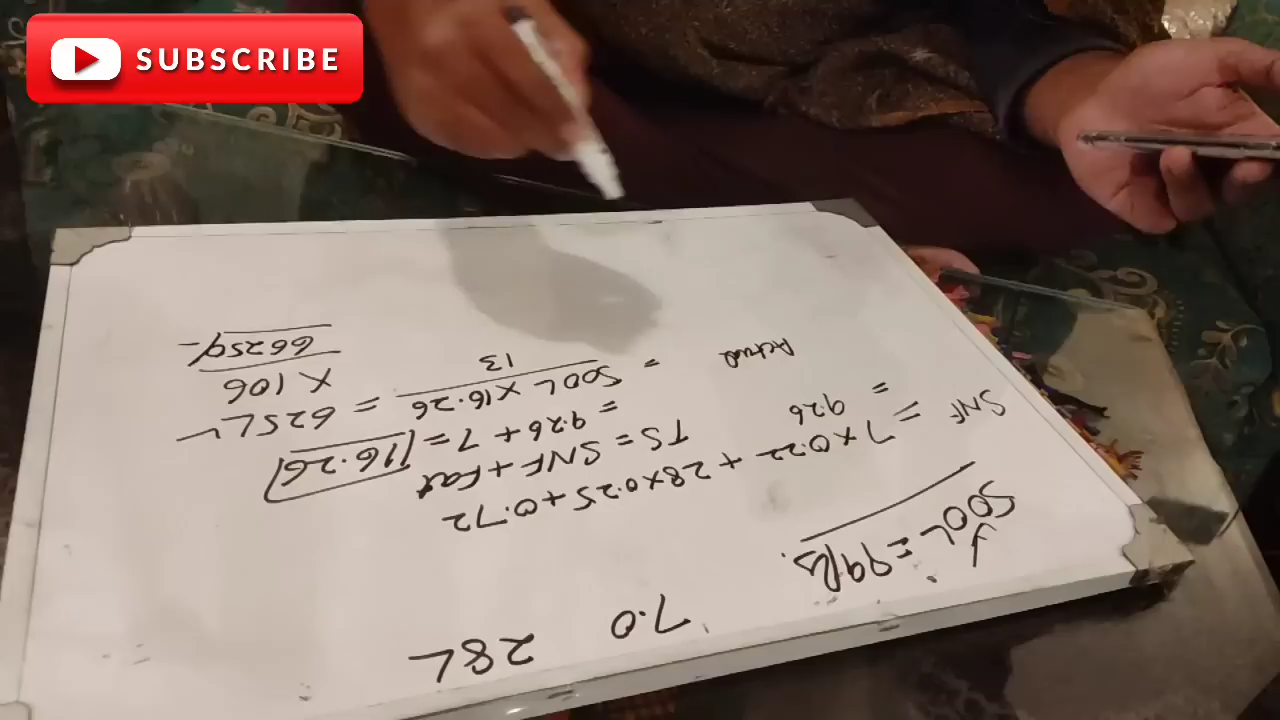 SUBSCRIBE
7.0 28L
500L = 99Rs.
SNF = 7×0.22 + 28×0.25 + 0.72
= 9.26
TS = SNF + Fat
= 9.26 + 7 = 16.26
Actual = 500L × 16.26 = 625L
13
× 106
66250/-